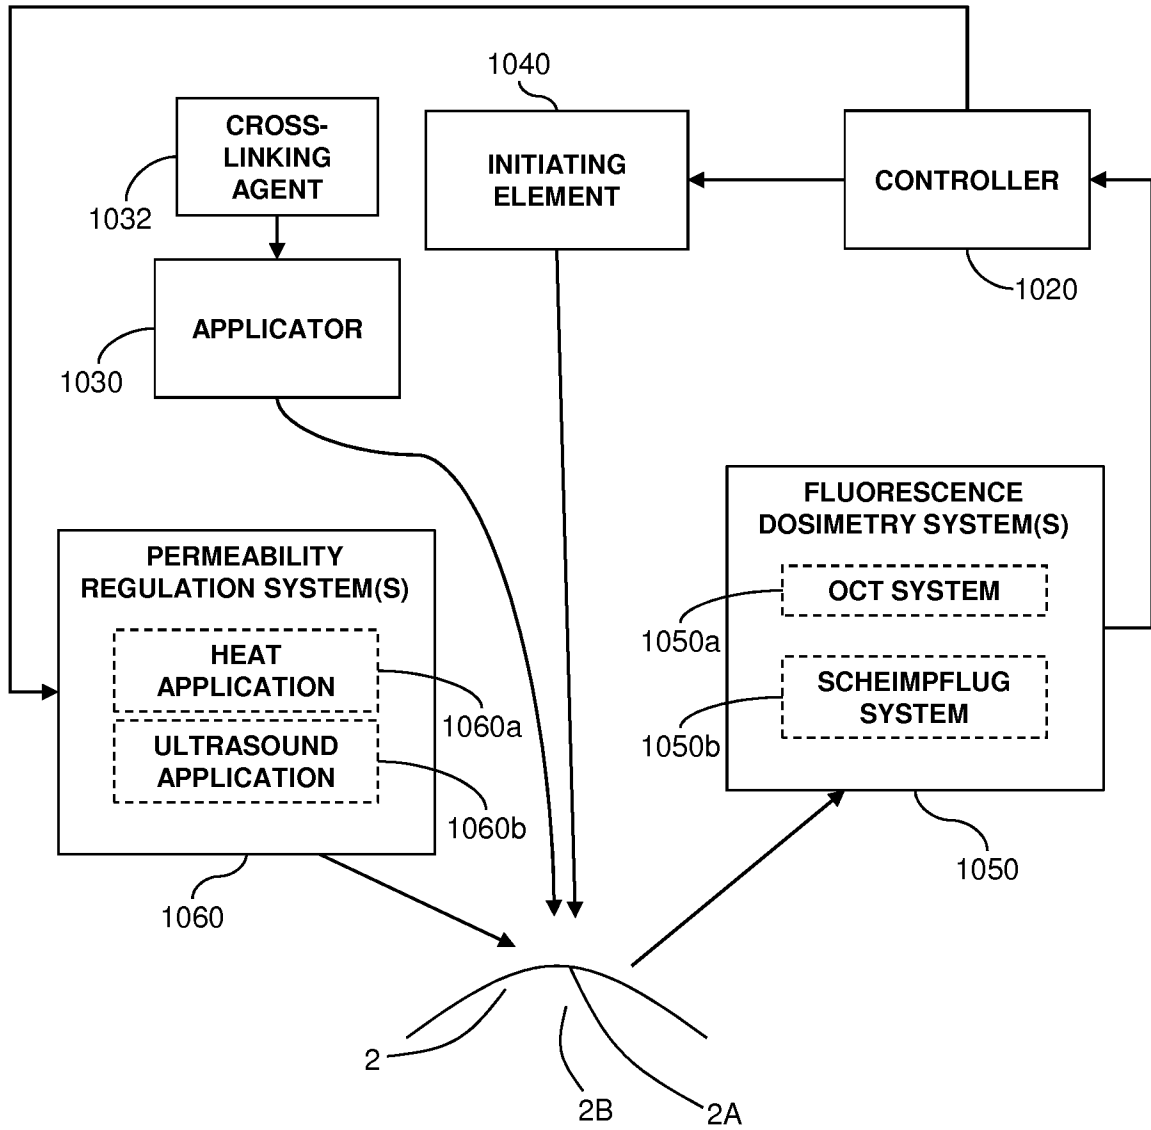 1040
CROSS-
LINKING
AGENT
INITIATING
ELEMENT
CONTROLLER
1032
1020
APPLICATOR
1030
FLUORESCENCE
DOSIMETRY SYSTEM(S)
PERMEABILITY
REGULATION SYSTEM(S)
OCT SYSTEM
1050a
HEAT
APPLICATION
SCHEIMPFLUG
SYSTEM
1060a
1050b
ULTRASOUND
APPLICATION
1060b
1050
1060
2
2B
2A